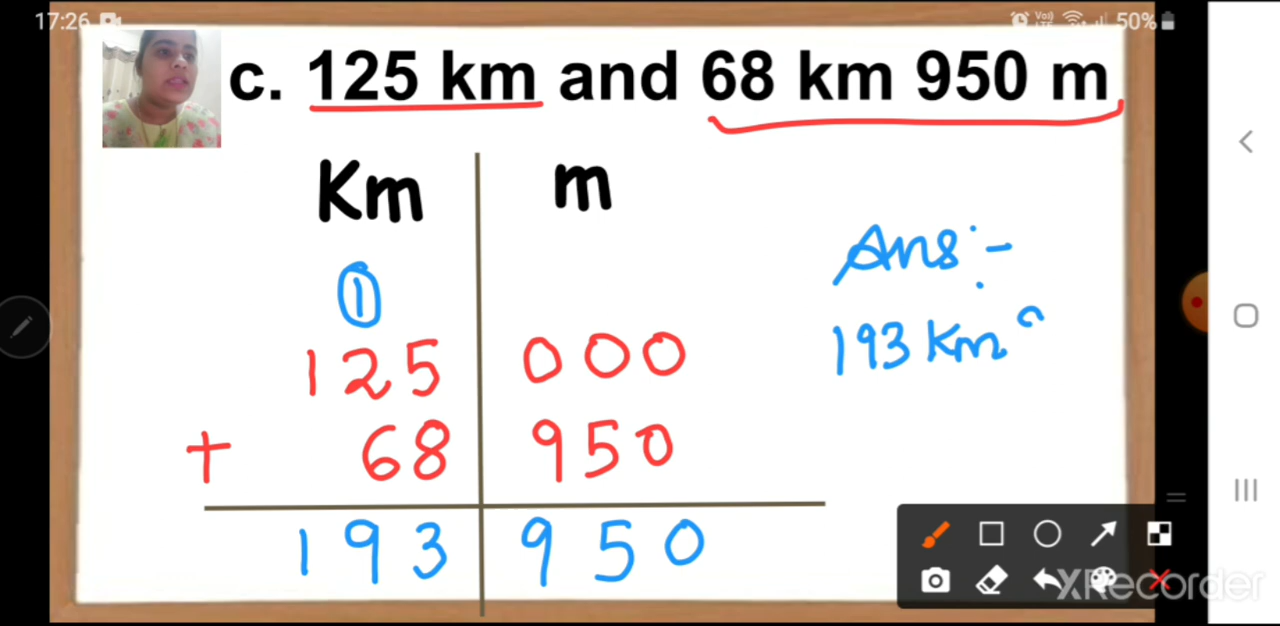 17:26
50%
c. 125 km and 68 km 950 m
Km m
1
125 000
+ 68 950
193 950
Ans :-
193 Km
XRecorder